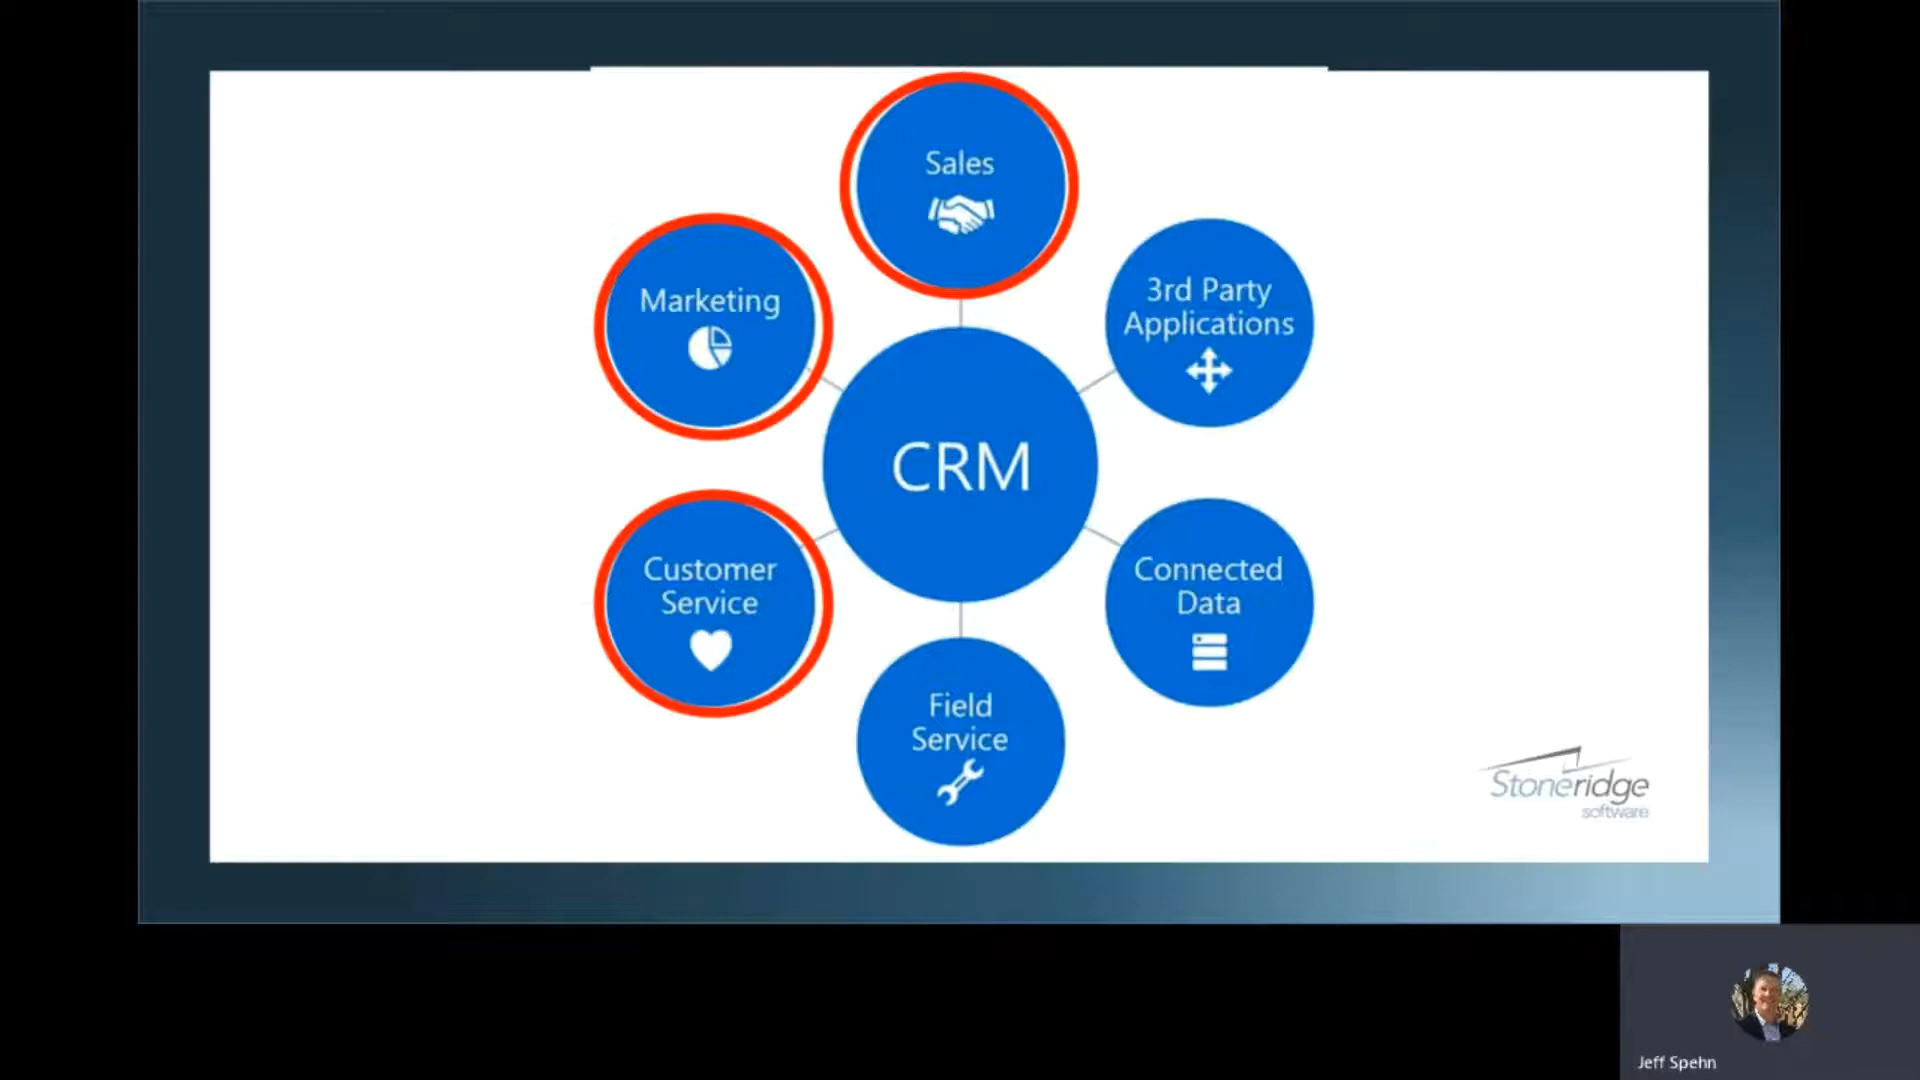 Sales
Marketing
3rd Party
Applications
CRM
Customer
Service
Connected
Data
Field
Service
Stoneridge
software
Jeff Spehn